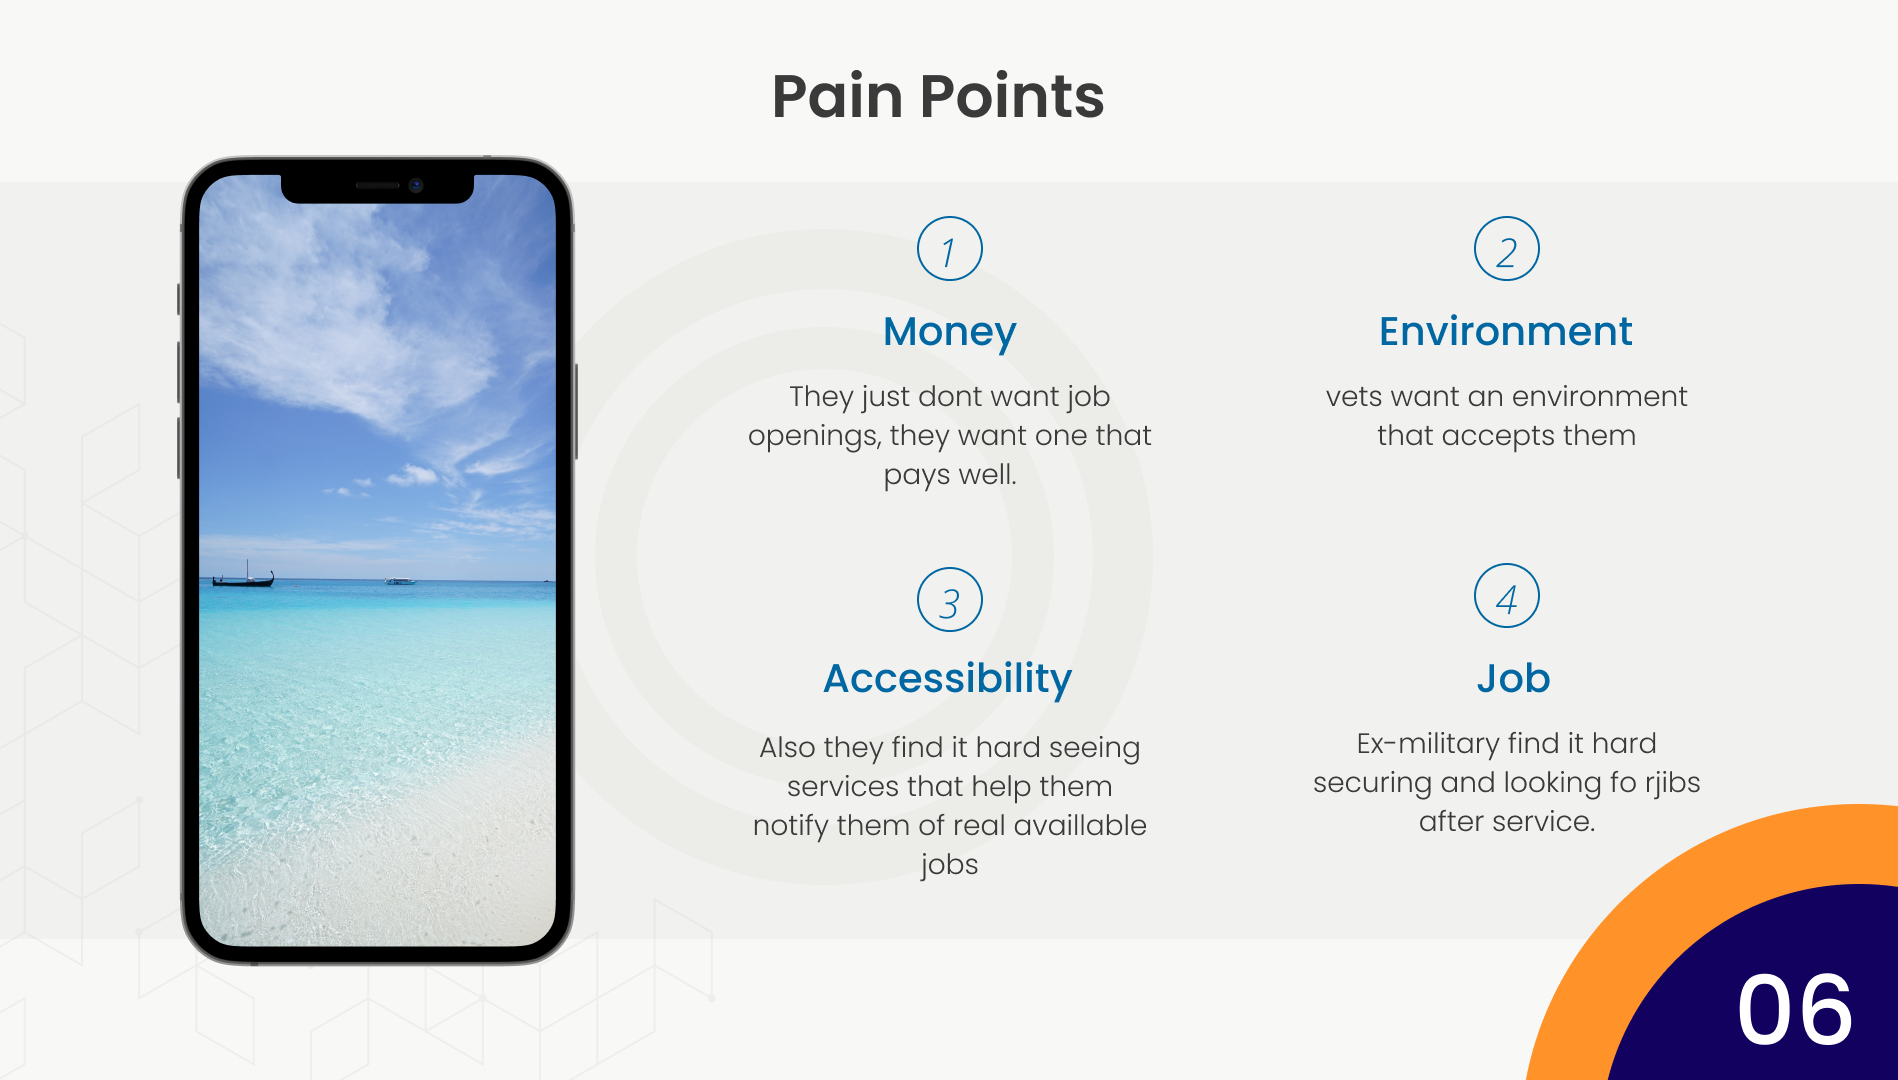 Pain Points
1
Money
They just dont want job
openings, they want one that
pays well.
2
Environment
vets want an environment
that accepts them
3
Accessibility
Also they find it hard seeing
services that help them
notify them of real availlable
jobs
4
Job
Ex-military find it hard
securing and looking fo rjibs
after service.
06